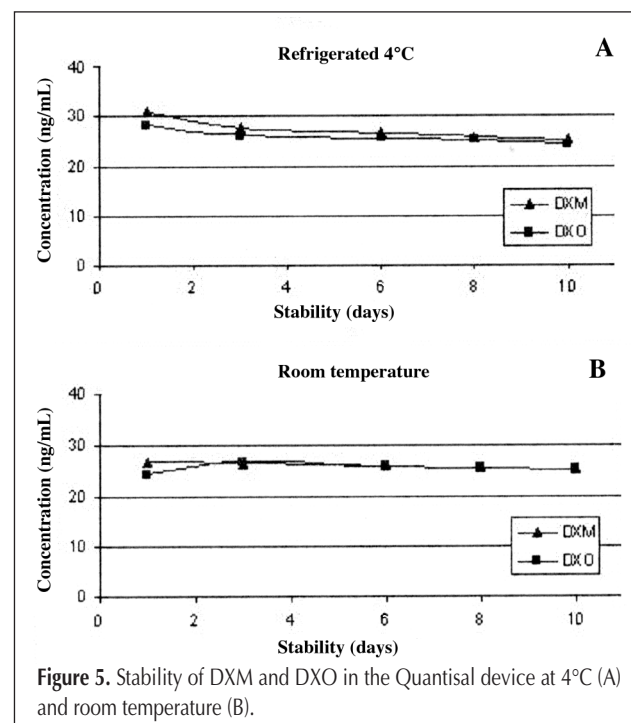 Refrigerated 4°C
A
Concentration (ng/mL)
40
30
20
10
0
DXM
DXO
0 2 4 6 8 10
Stability (days)
Room temperature
B
Concentration (ng/mL)
40
30
20
10
0
DXM
DXO
0 2 4 6 8 10
Stability (days)
Figure 5. Stability of DXM and DXO in the Quantisal device at 4°C (A)
and room temperature (B).